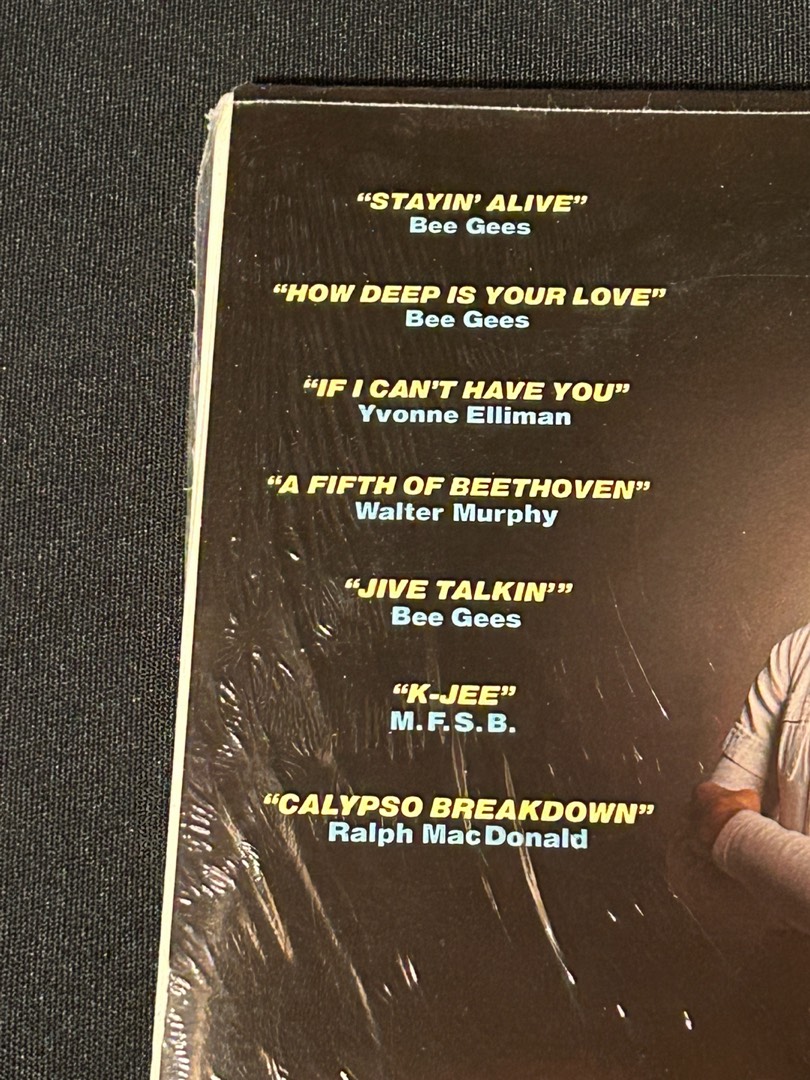 “STAYIN’ ALIVE”
Bee Gees
“HOW DEEP IS YOUR LOVE”
Bee Gees
“IF I CAN’T HAVE YOU”
Yvonne Elliman
“A FIFTH OF BEETHOVEN”
Walter Murphy
“JIVE TALKIN’”
Bee Gees
“K-JEE”
M.F.S.B.
“CALYPSO BREAKDOWN”
Ralph MacDonald